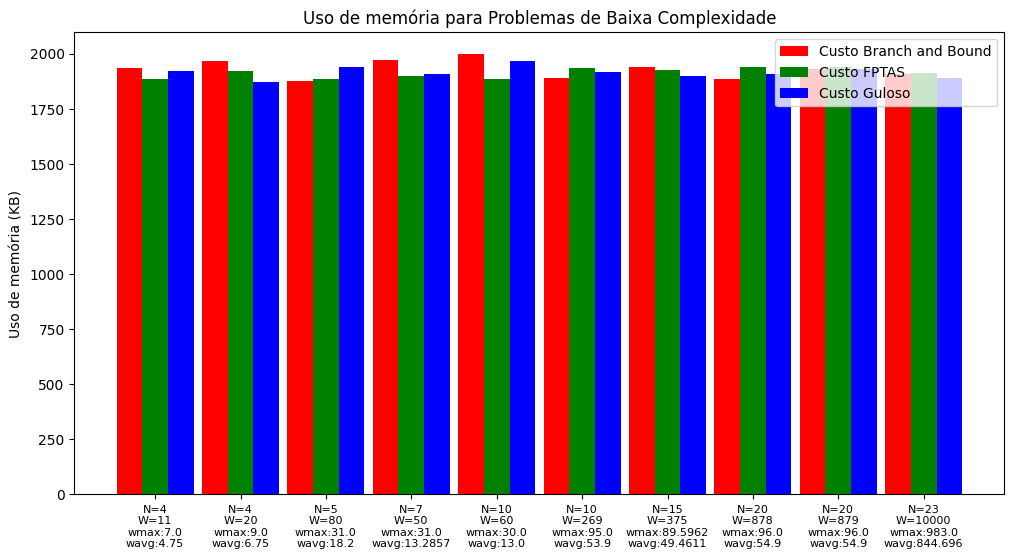 Uso de memória para Problemas de Baixa Complexidade
Custo Branch and Bound
Custo FPTAS
Custo Guloso
Uso de memória (KB)
2000
1750
1500
1250
1000
750
500
250
0
N=4
W=11
wmax:7.0
wavg:4.75
N=4
W=20
wmax:9.0
wavg:6.75
N=5
W=80
wmax:31.0
wavg:18.2
N=7
W=50
wmax:31.0
wavg:13.2857
N=10
W=60
wmax:30.0
wavg:13.0
N=10
W=269
wmax:95.0
wavg:53.9
N=15
W=375
wmax:89.5962
wavg:49.4611
N=20
W=878
wmax:96.0
wavg:54.9
N=20
W=879
wmax:96.0
wavg:54.9
N=23
W=10000
wmax:983.0
wavg:844.696